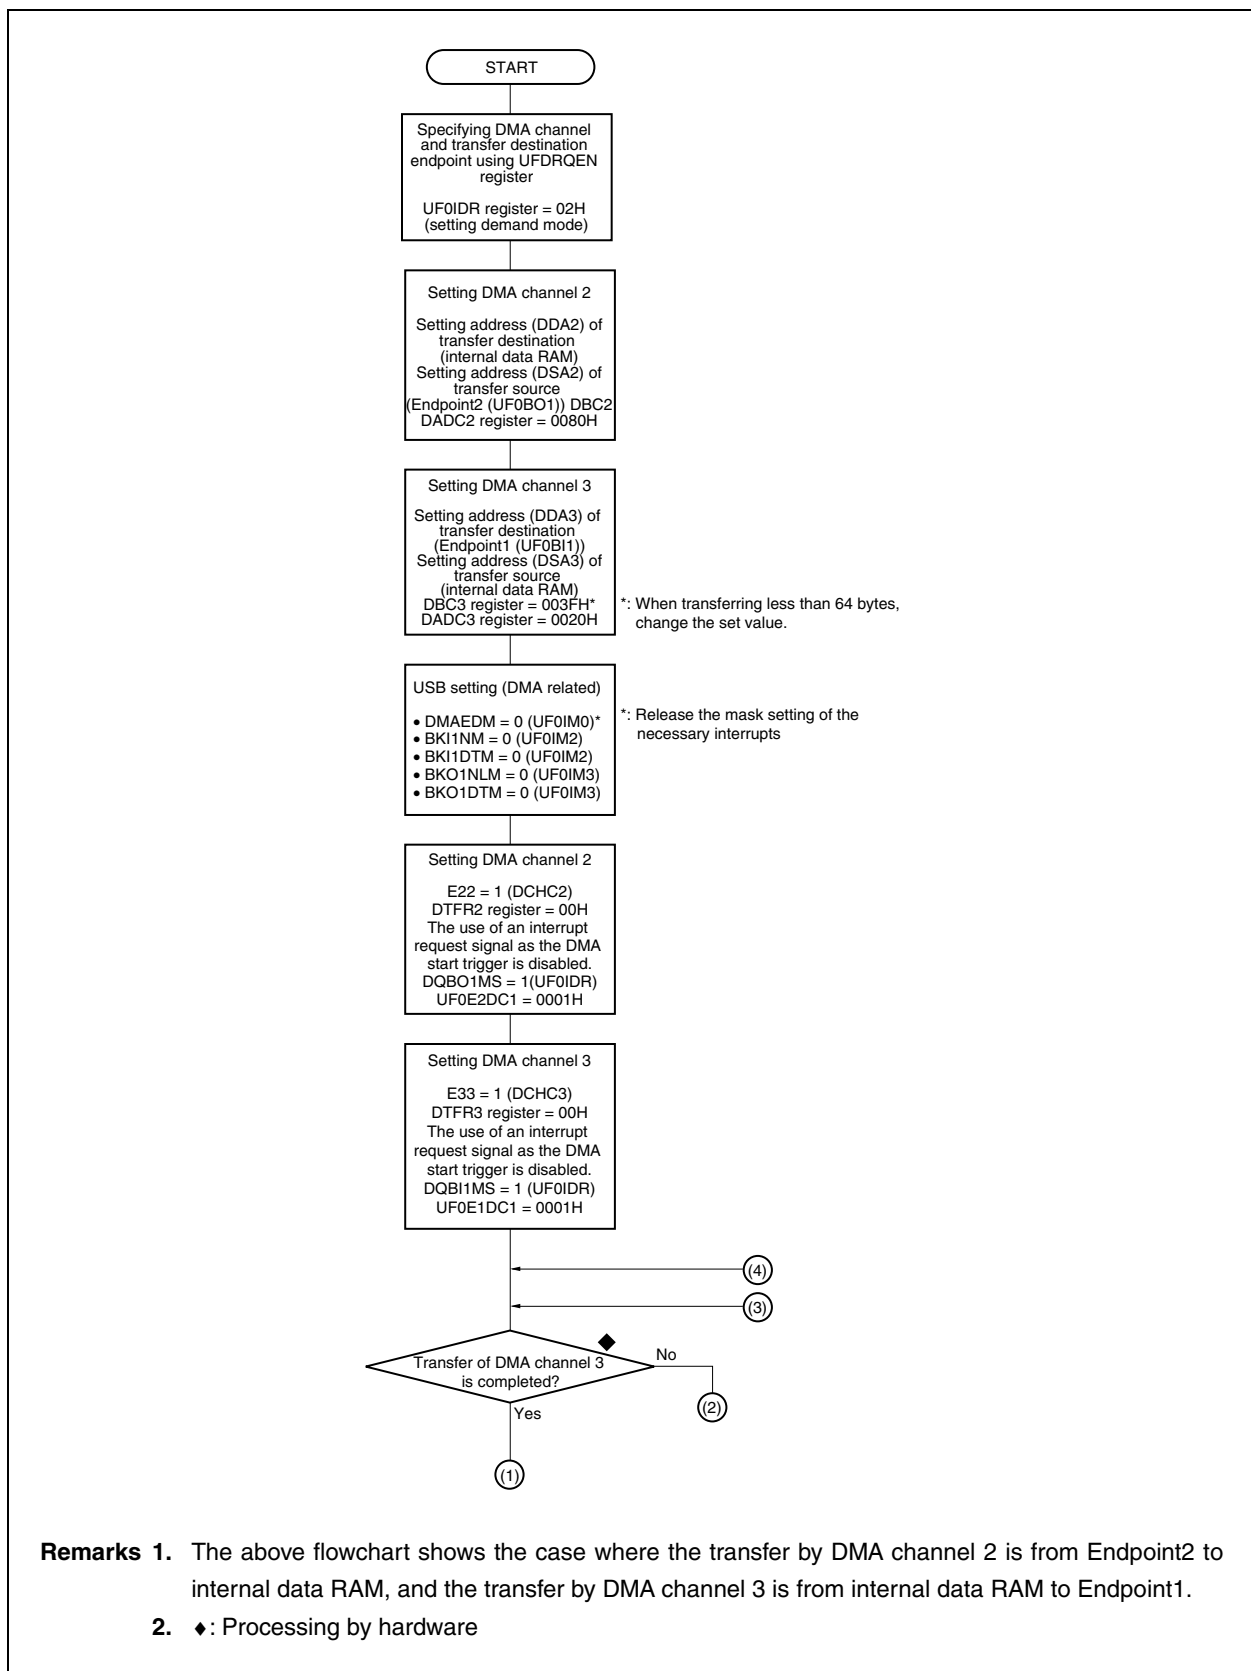 START
Specifying DMA channel
and transfer destination
endpoint using UFDRQEN
register
UF0IDR register = 02H
(setting demand mode)
Setting DMA channel 2
Setting address (DDA2) of
transfer destination
(internal data RAM)
Setting address (DSA2) of
transfer source
(Endpoint2 (UF0BO1)) DBC2
DADC2 register = 0080H
Setting DMA channel 3
Setting address (DDA3) of
transfer destination
(Endpoint1 (UF0BI1))
Setting address (DSA3) of
transfer source
(internal data RAM)
DBC3 register = 003FH*
DADC3 register = 0020H
*: When transferring less than 64 bytes,
change the set value.
USB setting (DMA related)
• DMAEDM = 0 (UF0IM0)*
• BKI1NM = 0 (UF0IM2)
• BKI1DTM = 0 (UF0IM2)
• BKO1NLM = 0 (UF0IM3)
• BKO1DTM = 0 (UF0IM3)
*: Release the mask setting of the
necessary interrupts
Setting DMA channel 2
E22 = 1 (DCHC2)
DTFR2 register = 00H
The use of an interrupt
request signal as the DMA
start trigger is disabled.
DQBO1MS = 1(UF0IDR)
UF0E2DC1 = 0001H
Setting DMA channel 3
E33 = 1 (DCHC3)
DTFR3 register = 00H
The use of an interrupt
request signal as the DMA
start trigger is disabled.
DQBI1MS = 1 (UF0IDR)
UF0E1DC1 = 0001H
(4)
(3)
Transfer of DMA channel 3
is completed?
No
(2)
Yes
(1)
Remarks 1. The above flowchart shows the case where the transfer by DMA channel 2 is from Endpoint2 to
internal data RAM, and the transfer by DMA channel 3 is from internal data RAM to Endpoint1.
2. ♦: Processing by hardware